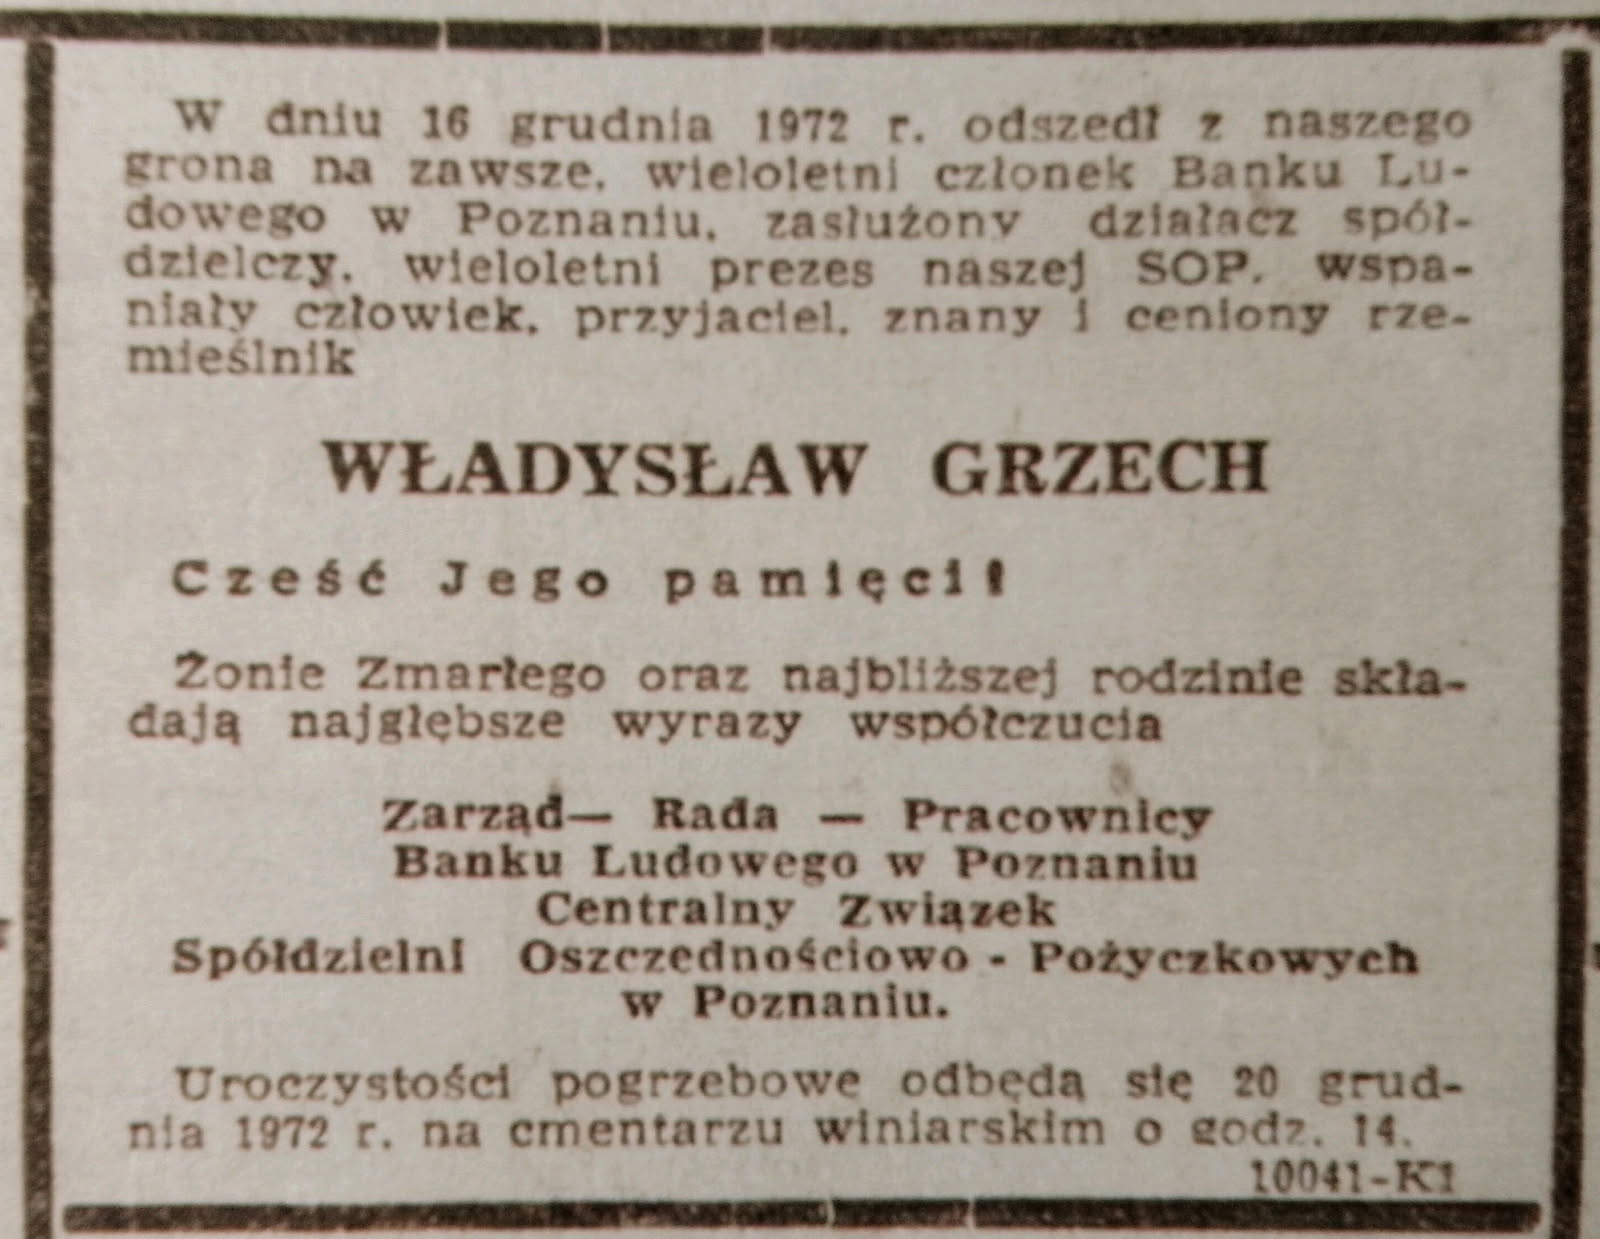 W dniu 16 grudnia 1972 r. odszedł z naszego
grona na zawsze, wieloletni członek Banku Lu-
dowego w Poznaniu, zasłużony działacz spół-
dzielczy, wieloletni prezes naszej SOP, wspa-
niały człowiek, przyjaciel, znany i ceniony rze-
mieślnik
WŁADYSŁAW GRZECH
Cześć Jego pamięci!
Żonie Zmarłego oraz najbliższej rodzinie skła-
dają najgłębsze wyrazy współczucia
Zarząd— Rada — Pracownicy
Banku Ludowego w Poznaniu
Centralny Związek
Spółdzielni Oszczędnościowo - Pożyczkowych
w Poznaniu.
Uroczystości pogrzebowe odbędą się 20 grud-
nia 1972 r. na cmentarzu winiarskim o godz. 14.
10041-K1